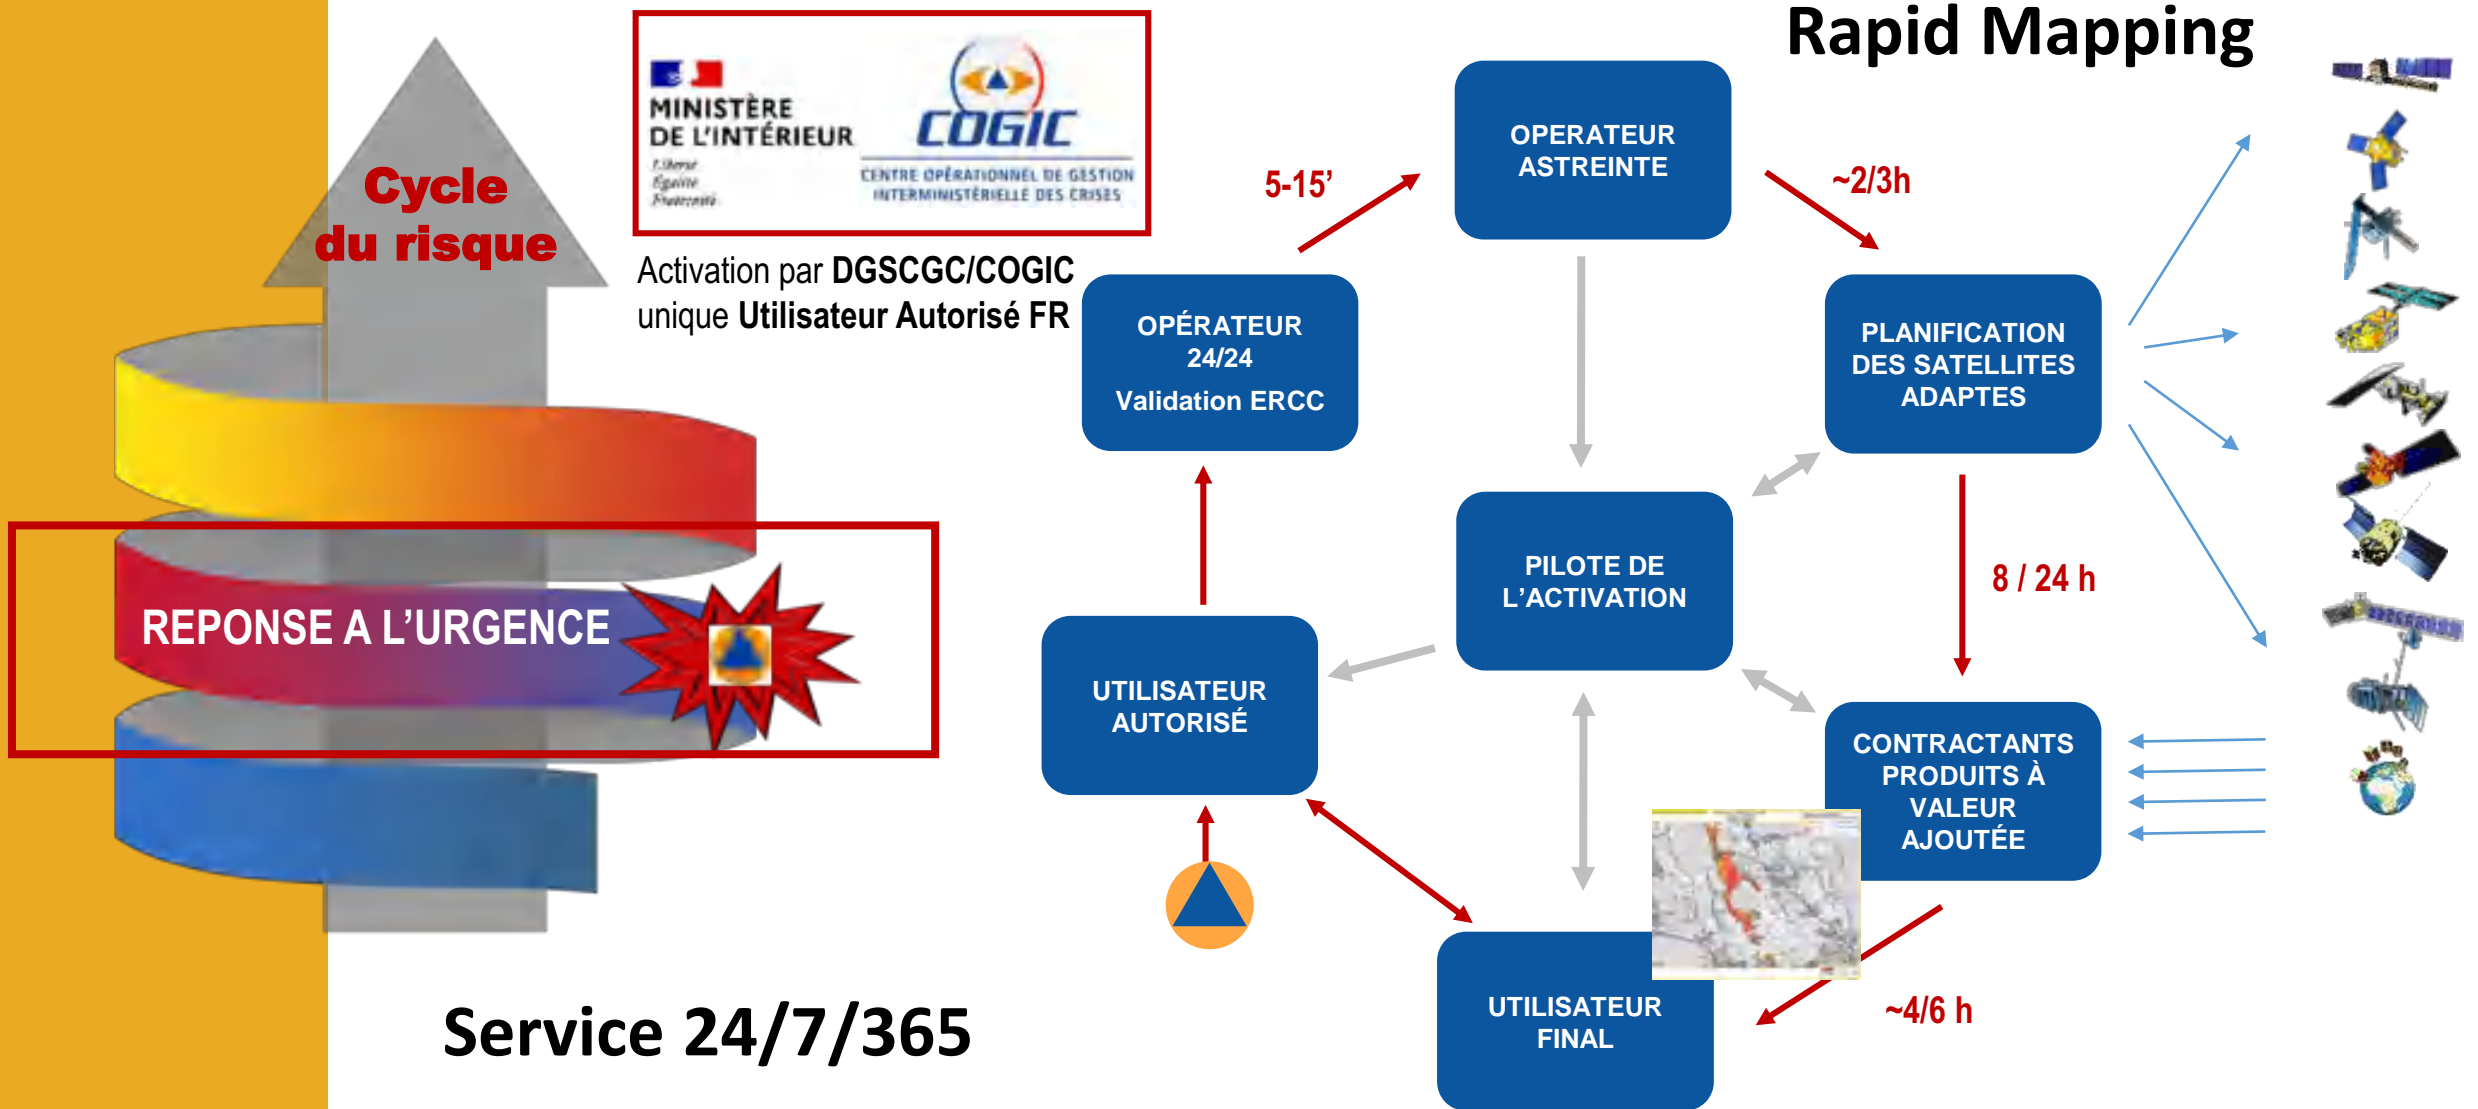 Rapid Mapping
MINISTÈRE
DE L'INTÉRIEUR
Liberté
Égalité
Fraternité
COGIC
CENTRE OPÉRATIONNEL DE GESTION
INTERMINISTÉRIELLE DES CRISES
Cycle
du risque
Activation par DGSCGC/COGIC
unique Utilisateur Autorisé FR
REPONSE A L'URGENCE
Service 24/7/365
OPERATEUR
ASTREINTE
5-15’
~2/3h
OPÉRATEUR
24/24
Validation ERCC
PLANIFICATION
DES SATELLITES
ADAPTES
PILOTE DE
L’ACTIVATION
8 / 24 h
UTILISATEUR
AUTORISÉ
CONTRACTANTS
PRODUITS À
VALEUR
AJOUTÉE
UTILISATEUR
FINAL
~4/6 h